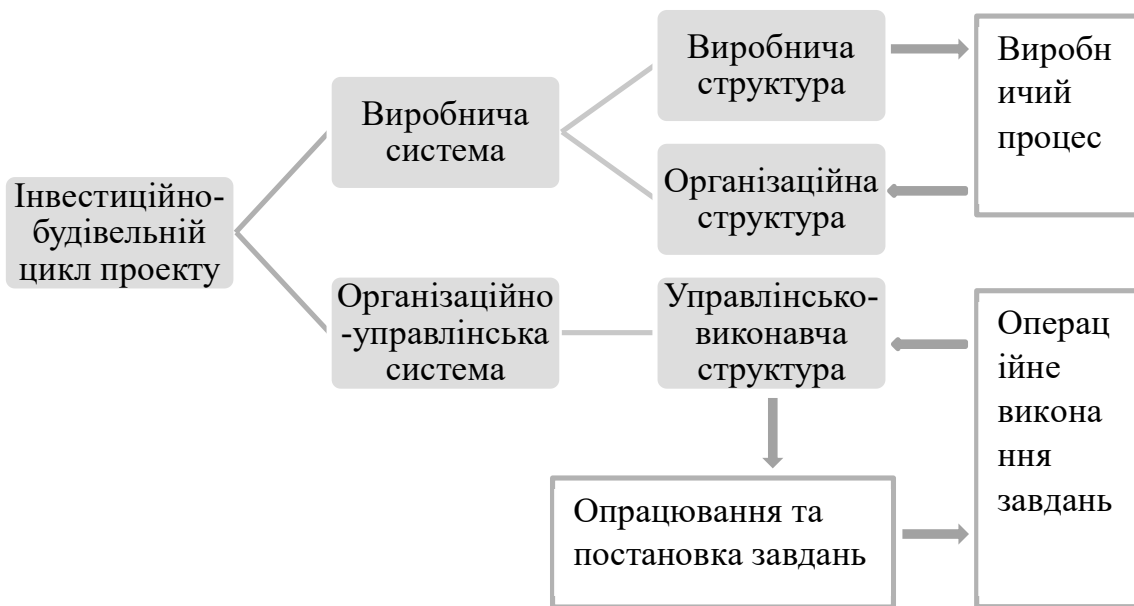 Інвестиційно-
будівельній
цикл проекту
Виробнича
система
Виробнича
структура
Виробн
ичий
процес
Організаційна
структура
Організаційно
-управлінська
система
Управлінсько-
виконавча
структура
Операц
ійне
викона
ння
завдань
Опрацювання та
постановка завдань